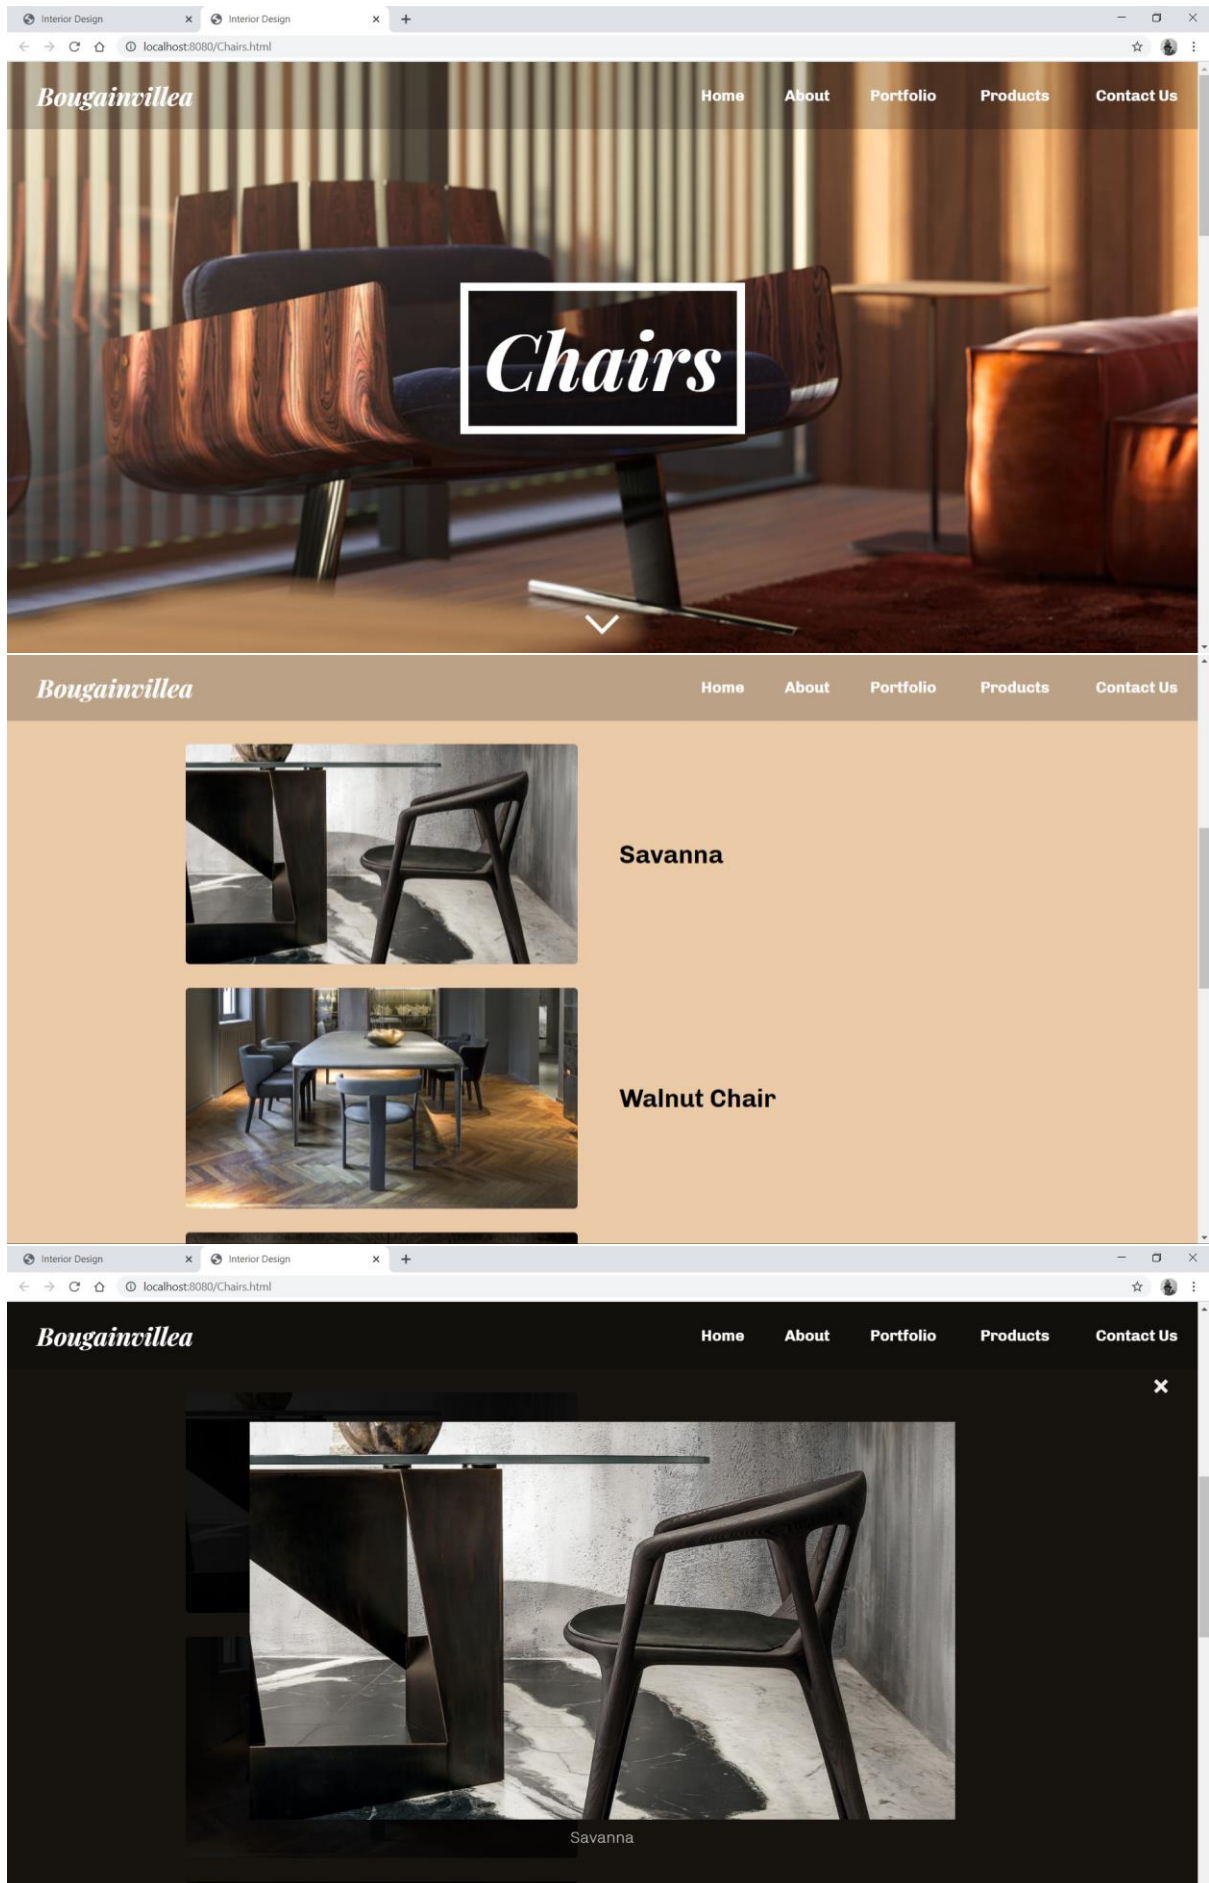 Interior Design
Interior Design
localhost:8080/Chairs.html
Bougainvillea Home About Portfolio Products Contact Us
Chairs
Bougainvillea Home About Portfolio Products Contact Us
Savanna
Walnut Chair
Interior Design
Interior Design
localhost:8080/Chairs.html
Bougainvillea Home About Portfolio Products Contact Us
Savanna